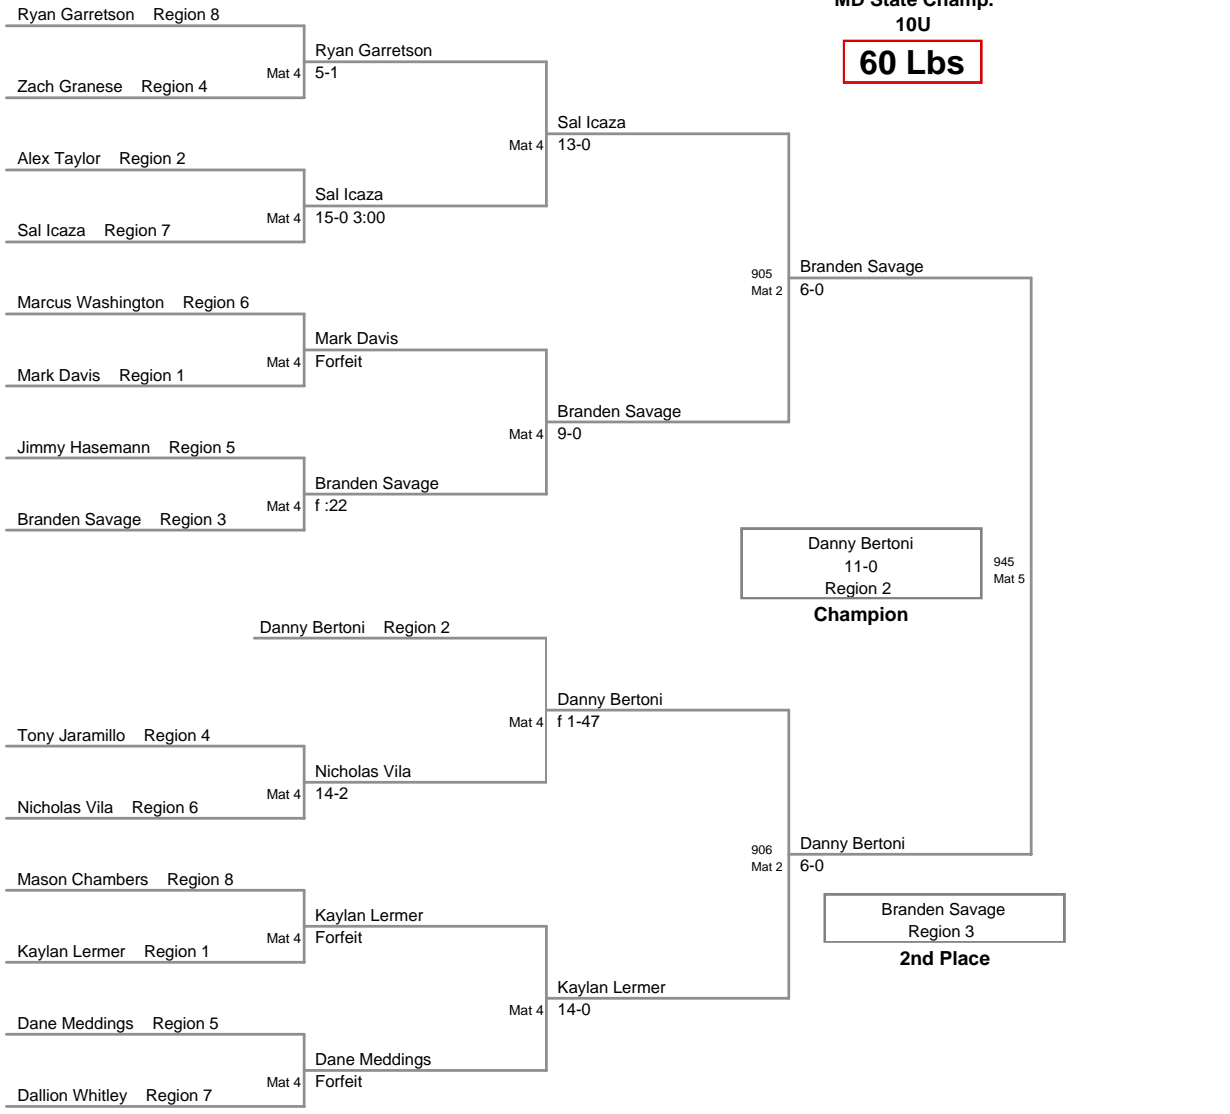 MD State Champ.
10U
60 Lbs
Ryan Garretson Region 8
Ryan Garretson
Mat 4 5-1
Zach Granese Region 4
Sal Icaza
Mat 4 13-0
Alex Taylor Region 2
Sal Icaza
Mat 4 15-0 3:00
Sal Icaza Region 7
905 Branden Savage
Mat 2 6-0
Marcus Washington Region 6
Mark Davis
Mat 4 Forfeit
Mark Davis Region 1
Branden Savage
Mat 4 9-0
Jimmy Hasemann Region 5
Branden Savage
Mat 4 f :22
Branden Savage Region 3
Danny Bertoni
11-0
Region 2
Champion
945
Mat 5
Danny Bertoni Region 2
Danny Bertoni
Mat 4 f 1-47
Tony Jaramillo Region 4
Nicholas Vila
Mat 4 14-2
Nicholas Vila Region 6
906 Danny Bertoni
Mat 2 6-0
Mason Chambers Region 8
Kaylan Lermer
Mat 4 Forfeit
Kaylan Lermer Region 1
Branden Savage
Region 3
2nd Place
Kaylan Lermer
Mat 4 14-0
Dane Meddings Region 5
Dane Meddings
Mat 4 Forfeit
Dallion Whitley Region 7